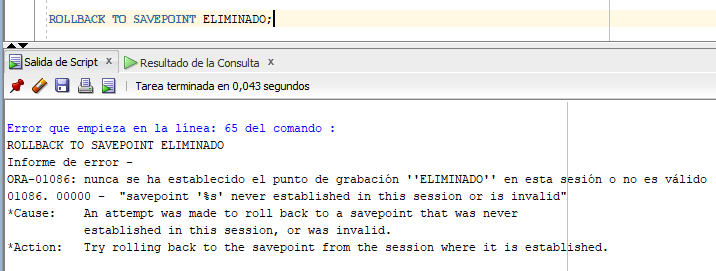 ROLLBACK TO SAVEPOINT ELIMINADO;
Salida de Script x Resultado de la Consulta x
Tarea terminada en 0,043 segundos
Error que empieza en la línea: 65 del comando :
ROLLBACK TO SAVEPOINT ELIMINADO
Informe de error -
ORA-01086: nunca se ha establecido el punto de grabación ''ELIMINADO'' en esta sesión o no es válido
01086. 00000 -  "savepoint '%s' never established in this session or is invalid"
*Cause:    An attempt was made to roll back to a savepoint that was never
           established in this session, or was invalid.
*Action:   Try rolling back to the savepoint from the session where it is established.